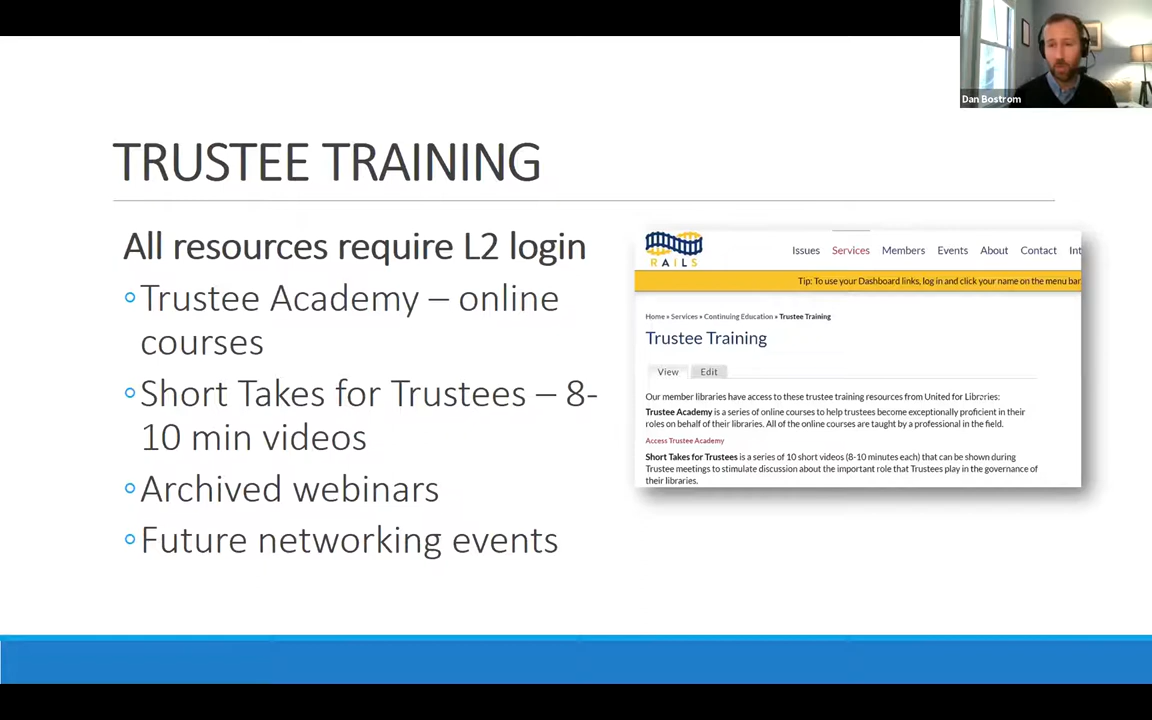 Dan Bostrom
TRUSTEE TRAINING
All resources require L2 login
Trustee Academy – online
courses
Short Takes for Trustees – 8-
10 min videos
Archived webinars
Future networking events
RAILS
Issues Services Members Events About Contact Int
Tip: To use your Dashboard links, log in and click your name on the menu bar
Home » Services » Continuing Education » Trustee Training
Trustee Training
View Edit
Our member libraries have access to these trustee training resources from United for Libraries:
Trustee Academy is a series of online courses to help trustees become exceptionally proficient in their
roles on behalf of their libraries. All of the online courses are taught by a professional in the field.
Access Trustee Academy
Short Takes for Trustees is a series of 10 short videos (8-10 minutes each) that can be shown during
Trustee meetings to stimulate discussion about the important role that Trustees play in the governance of
their libraries.